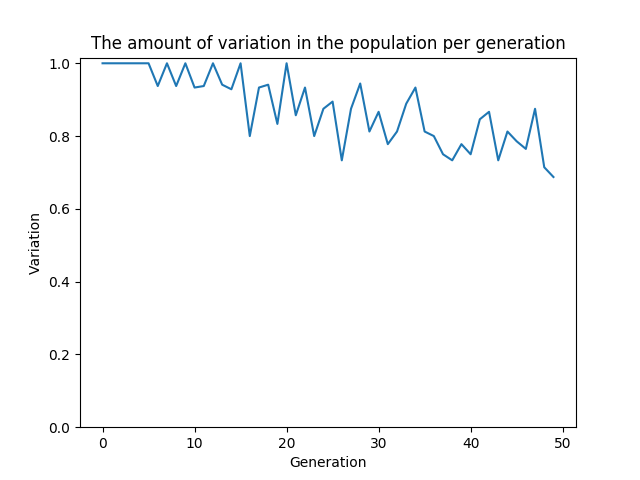 The amount of variation in the population per generation
1.0
0.8
0.6
0.4
0.2
0.0
Variation
0 10 20 30 40 50
Generation